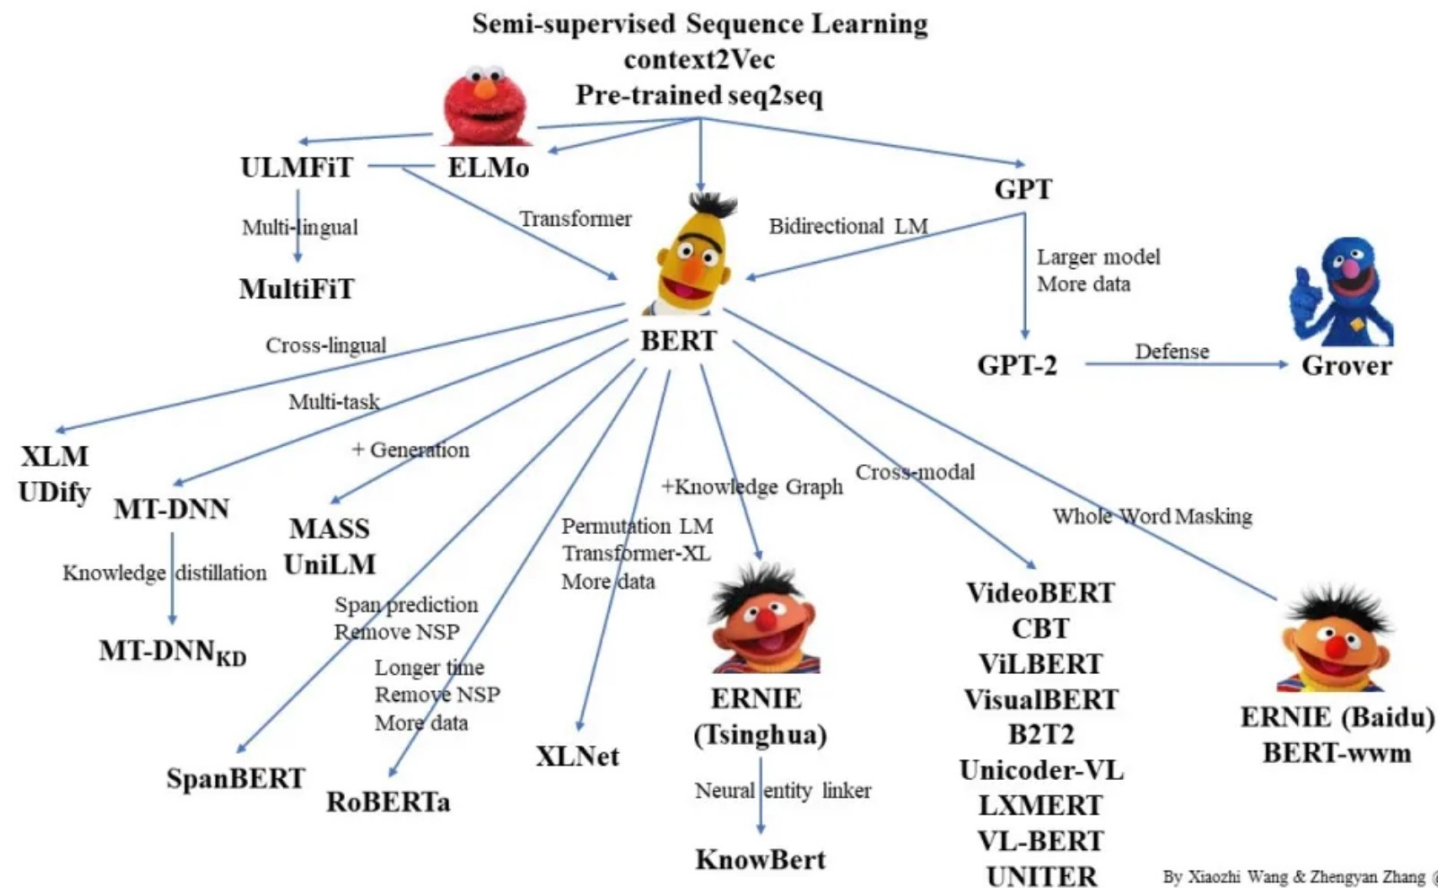 Semi-supervised Sequence Learning
context2Vec
Pre-trained seq2seq
ULMFiT
ELMo
GPT
Multi-lingual
Transformer
Bidirectional LM
Larger model
More data
MultiFiT
BERT
GPT-2
Defense
Grover
Cross-lingual
Multi-task
+ Generation
XLM
UDify
MT-DNN
MASS
UniLM
Knowledge distillation
MT-DNNKD
Span prediction
Remove NSP
Longer time
Remove NSP
More data
Permutation LM
Transformer-XL
More data
+Knowledge Graph
Cross-modal
Whole Word Masking
SpanBERT
RoBERTa
XLNet
ERNIE
(Tsinghua)
Neural entity linker
KnowBert
VideoBERT
CBT
ViLBERT
VisualBERT
B2T2
Unicoder-VL
LXMERT
VL-BERT
UNITER
ERNIE (Baidu)
BERT-wwm
By Xiaozhi Wang & Zhengyan Zhang @